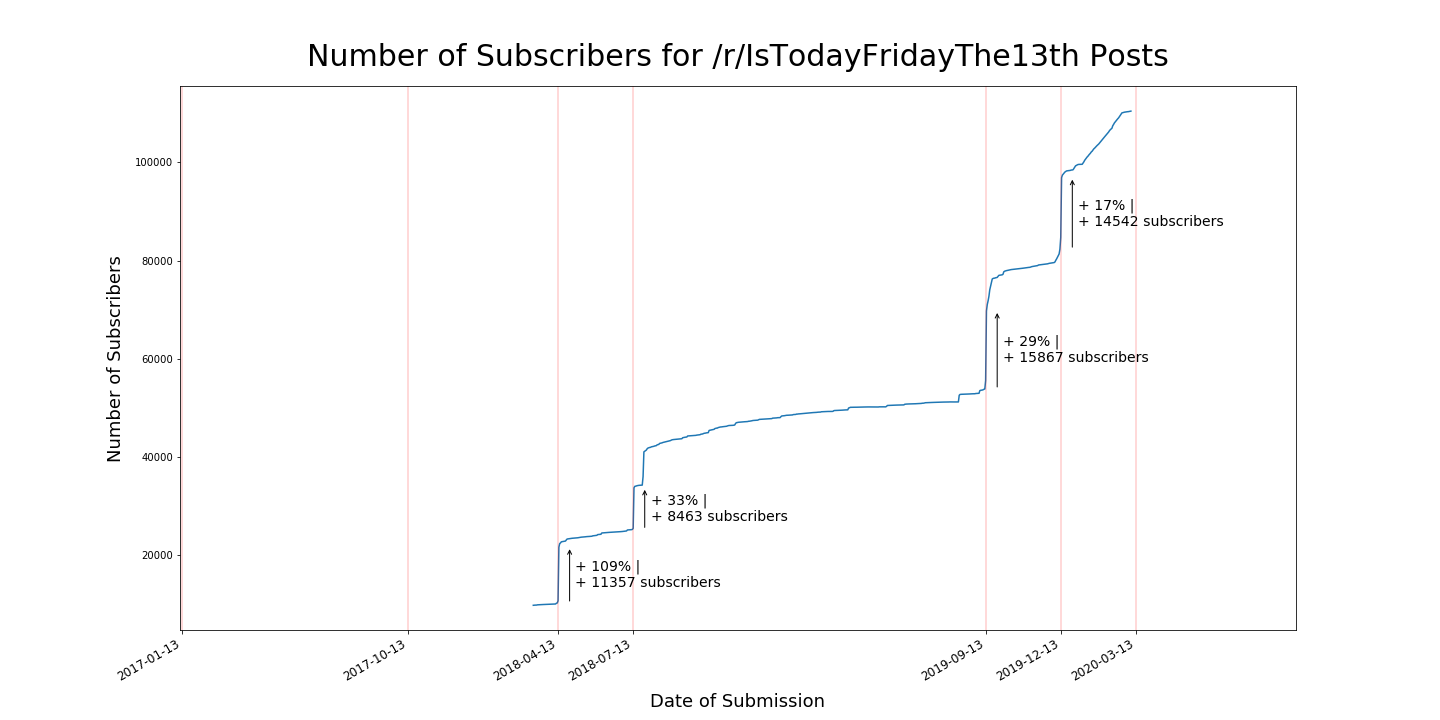 Number of Subscribers for /r/IsTodayFridayThe13th Posts
Number of Subscribers
100000
80000
60000
40000
20000
+ 17% |
+ 14542 subscribers
+ 29% |
+ 15867 subscribers
+ 33% |
+ 8463 subscribers
+ 109% |
+ 11357 subscribers
2017-01-13
2017-10-13
2018-04-13
2018-07-13
2019-09-13
2019-12-13
2020-03-13
Date of Submission